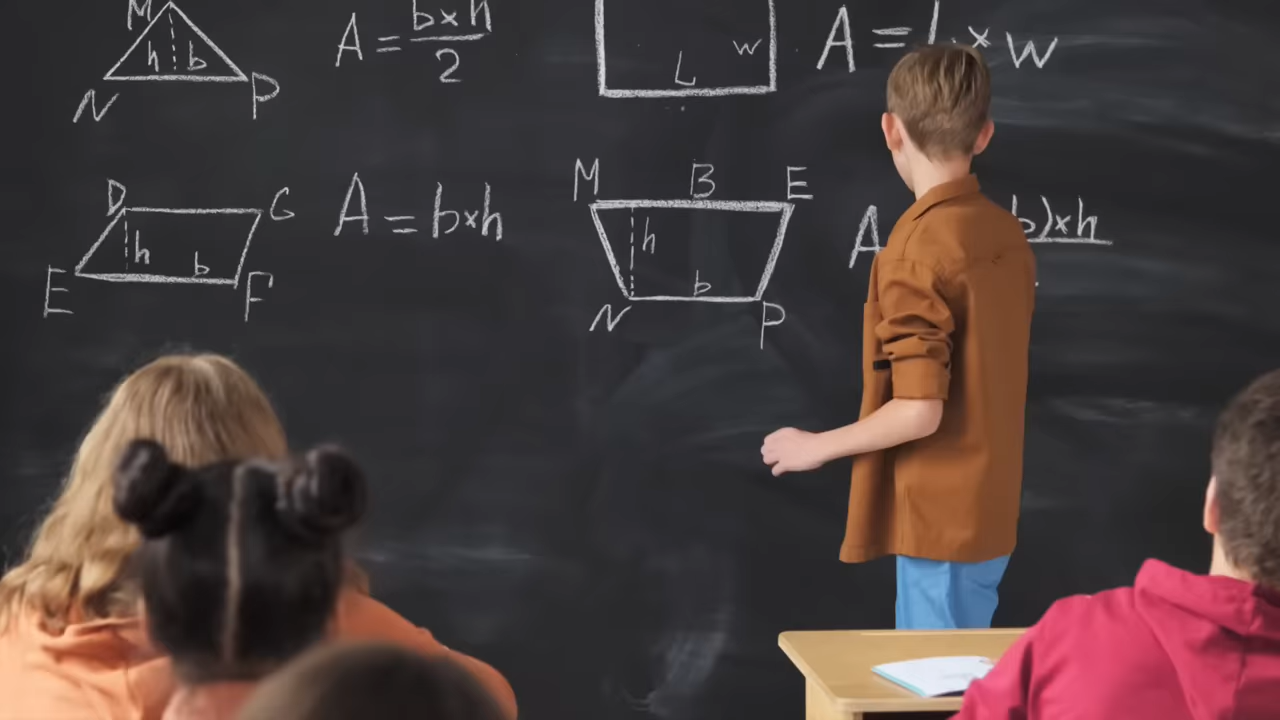 M
h b
N P
A = b×h
2
L w
A = L × w
D G
h b
E F
A = b×h
M B E
h
b
N P
A b)×h